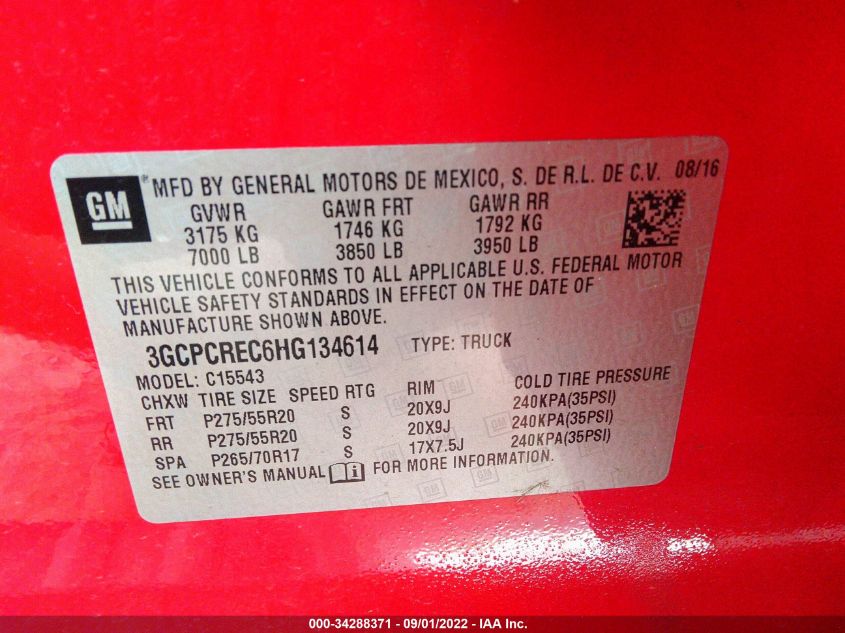 GM
® MFD BY GENERAL MOTORS DE MEXICO, S. DE R.L. DE C.V. 08/16
GVWR GAWR FRT GAWR RR
3175 KG 1746 KG 1792 KG
7000 LB 3850 LB 3950 LB
THIS VEHICLE CONFORMS TO ALL APPLICABLE U.S. FEDERAL MOTOR
VEHICLE SAFETY STANDARDS IN EFFECT ON THE DATE OF
MANUFACTURE SHOWN ABOVE.
3GCPCREC6HG134614 TYPE: TRUCK
MODEL: C15543
CHXW TIRE SIZE SPEED RTG RIM COLD TIRE PRESSURE
FRT P275/55R20 S 20X9J 240KPA(35PSI)
RR P275/55R20 S 20X9J 240KPA(35PSI)
SPA P265/70R17 S 17X7.5J 240KPA(35PSI)
SEE OWNER'S MANUAL FOR MORE INFORMATION.
000-34288371 - 09/01/2022 - IAA Inc.